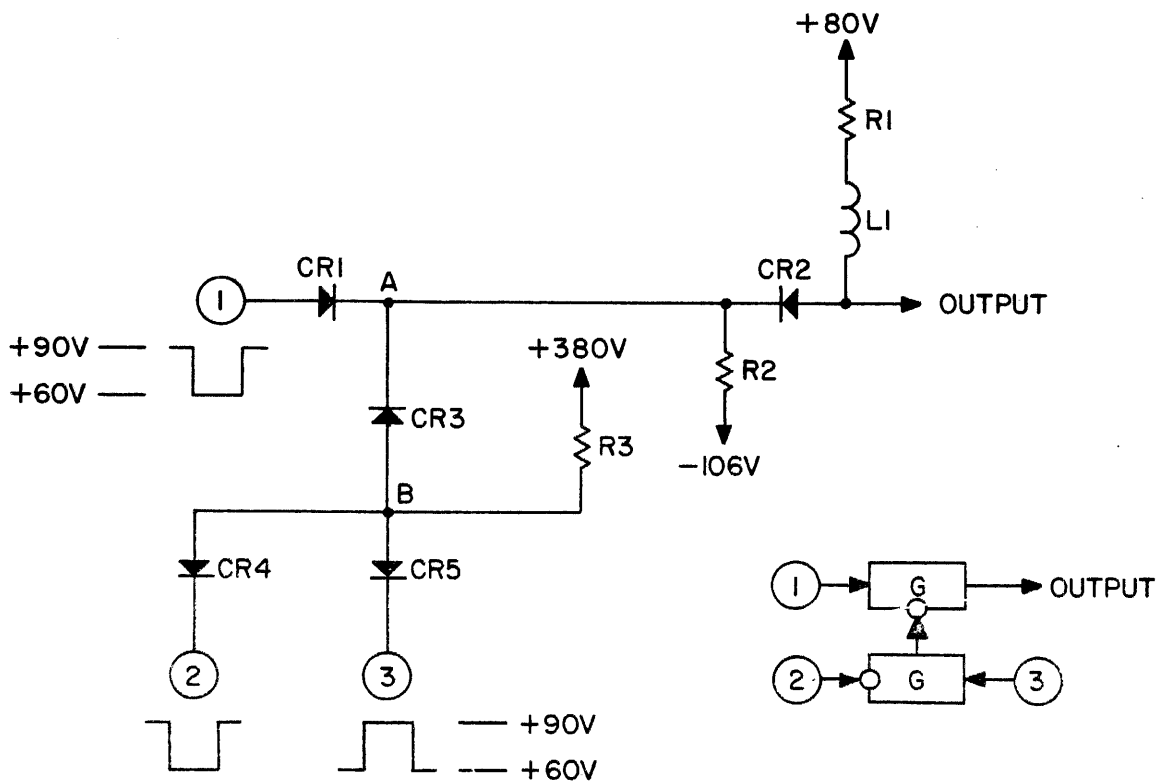 +80V
R1
L1
CR1
A
CR2
1
OUTPUT
+90V
+380V
R2
+60V
CR3
R3
-106V
B
CR4
CR5
1
G
OUTPUT
2
3
2
G
3
+90V
+60V